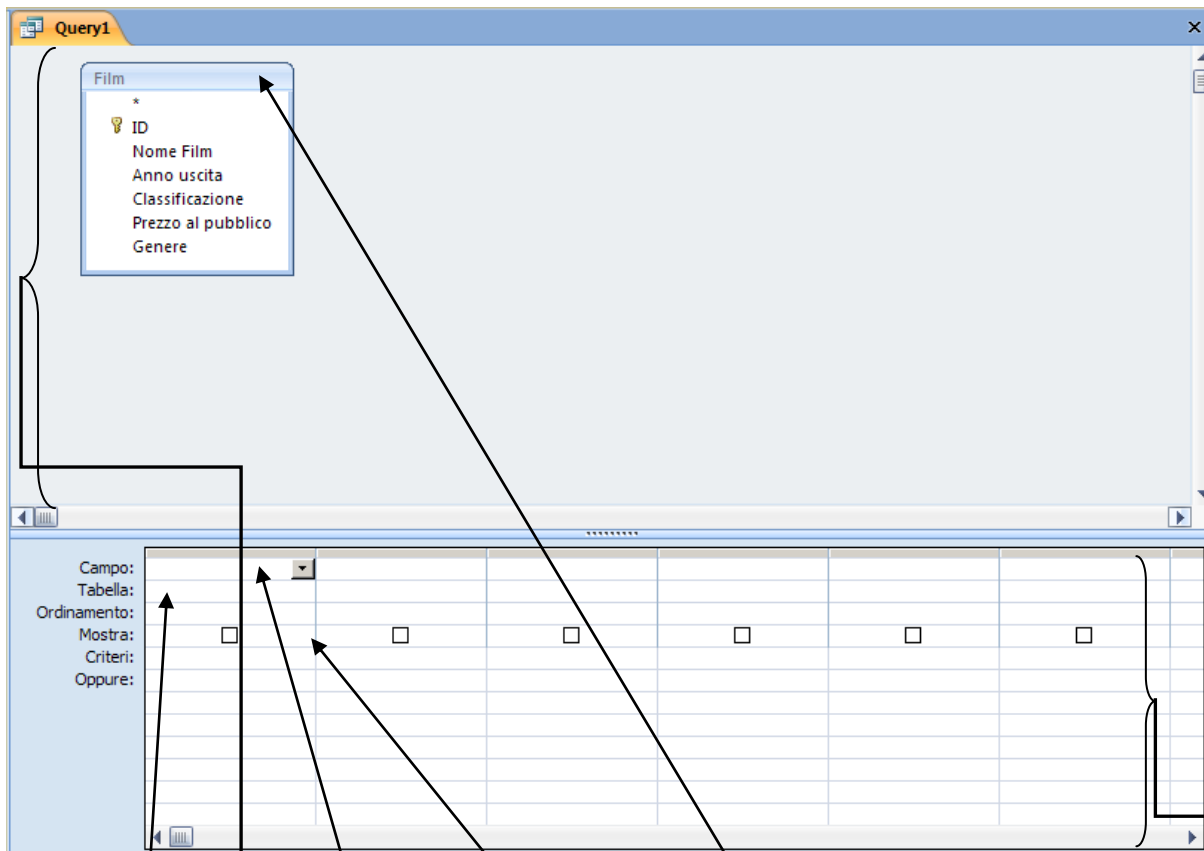 Query1
Film
*
ID
Nome Film
Anno uscita
Classificazione
Prezzo al pubblico
Genere
Campo:
Tabella:
Ordinamento:
Mostra:
Criteri:
Oppure: